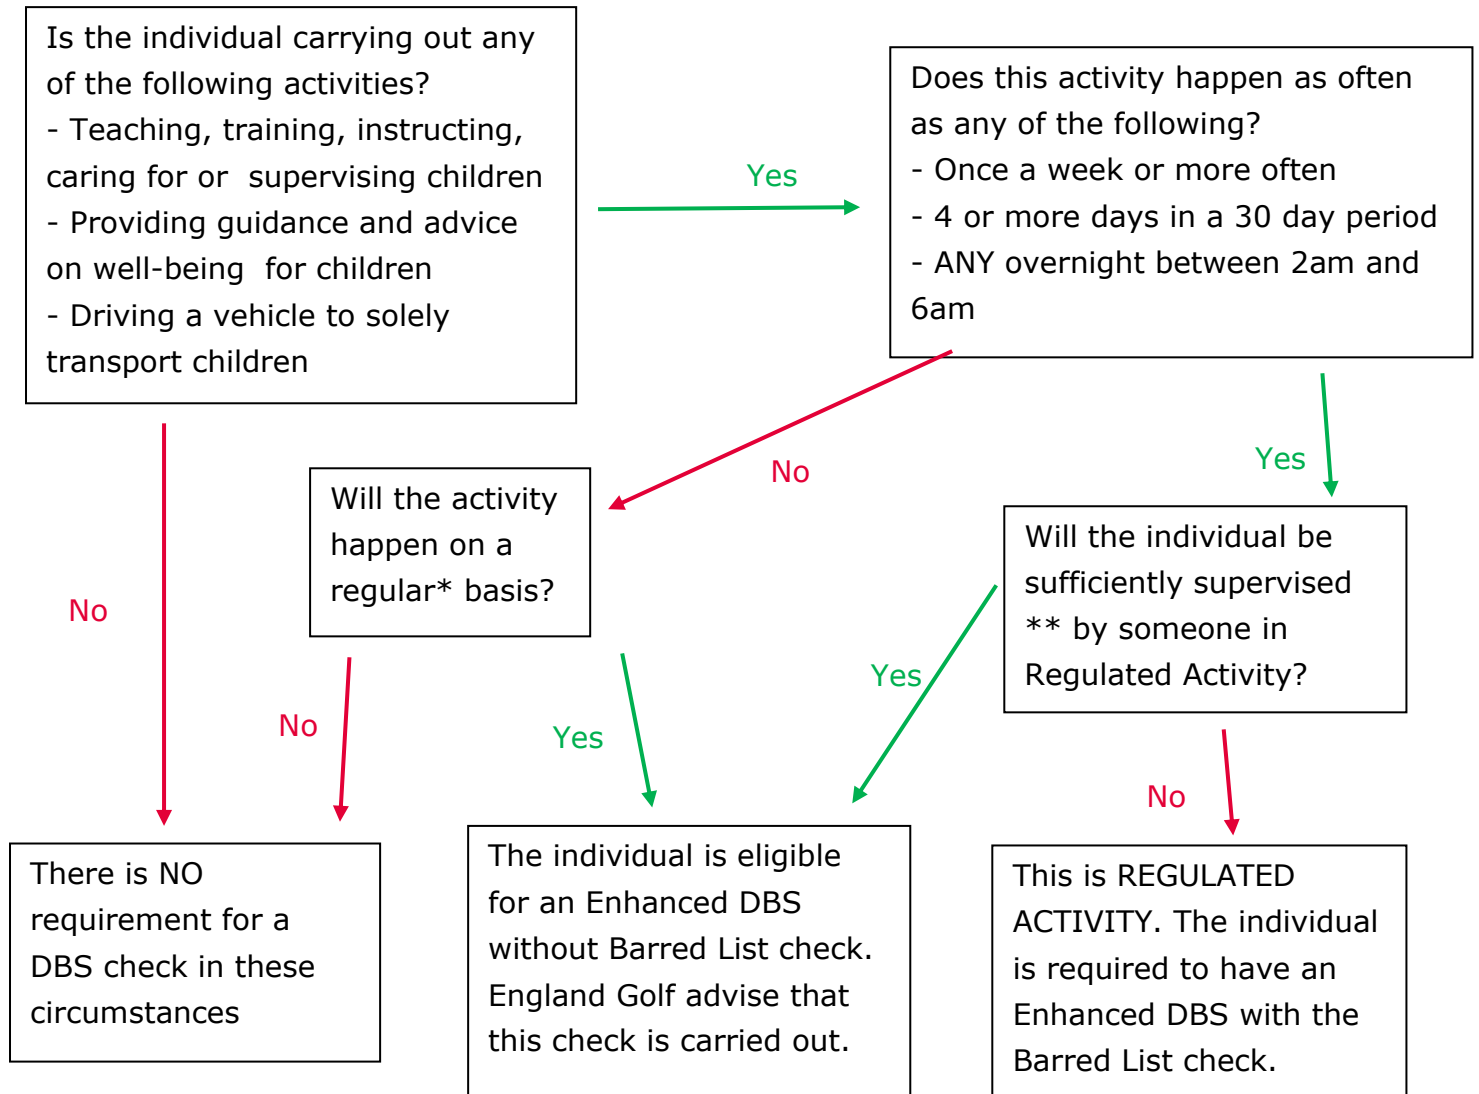 Is the individual carrying out any
of the following activities?
- Teaching, training, instructing,
caring for or  supervising children
- Providing guidance and advice
on well-being  for children
- Driving a vehicle to solely
transport children
Yes
Does this activity happen as often
as any of the following?
- Once a week or more often
- 4 or more days in a 30 day period
- ANY overnight between 2am and
6am
No
No
Yes
Will the activity
happen on a
regular* basis?
Will the individual be
sufficiently supervised
** by someone in
Regulated Activity?
No
Yes
Yes
No
There is NO
requirement for a
DBS check in these
circumstances
The individual is eligible
for an Enhanced DBS
without Barred List check.
England Golf advise that
this check is carried out.
This is REGULATED
ACTIVITY. The individual
is required to have an
Enhanced DBS with the
Barred List check.